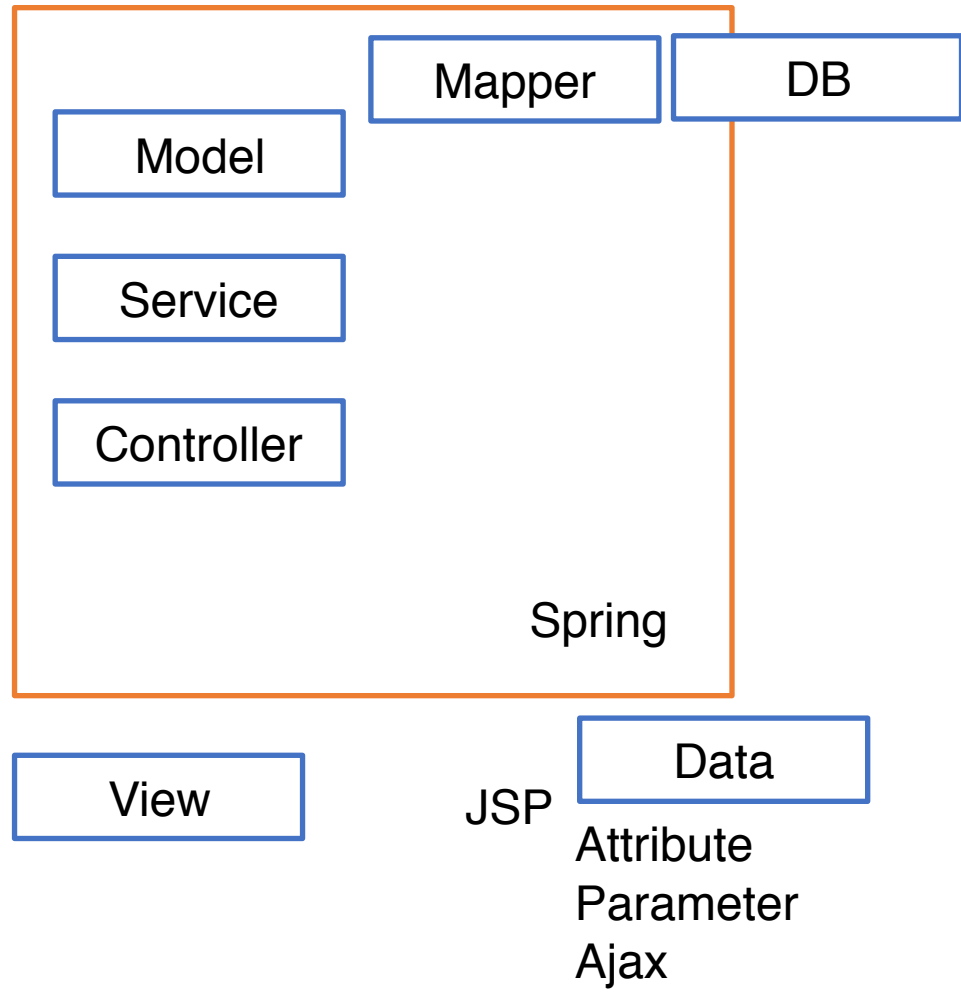 Mapper
DB
Model
Service
Controller
Spring
View
JSP
Data
Attribute
Parameter
Ajax